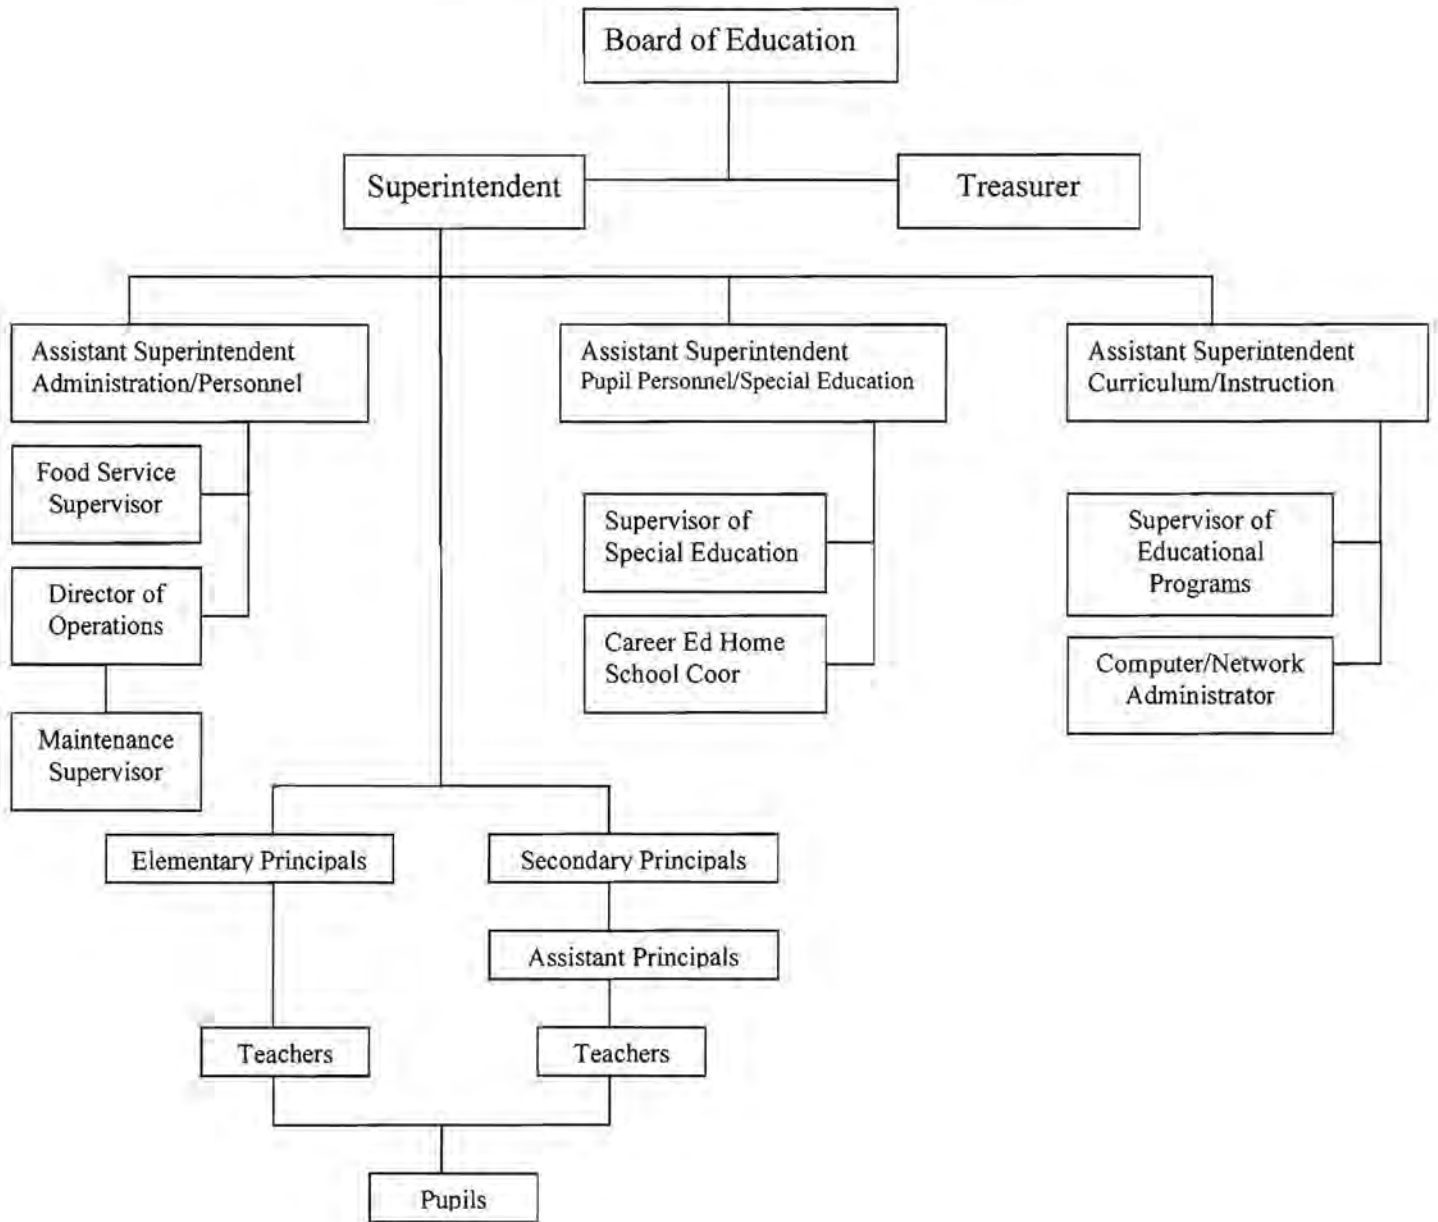 Board of Education
Superintendent
Treasurer
Assistant Superintendent
Administration/Personnel
Assistant Superintendent
Pupil Personnel/Special Education
Assistant Superintendent
Curriculum/Instruction
Food Service
Supervisor
Director of
Operations
Maintenance
Supervisor
Supervisor of
Special Education
Career Ed Home
School Coor
Supervisor of
Educational
Programs
Computer/Network
Administrator
Elementary Principals
Secondary Principals
Assistant Principals
Teachers
Teachers
Pupils